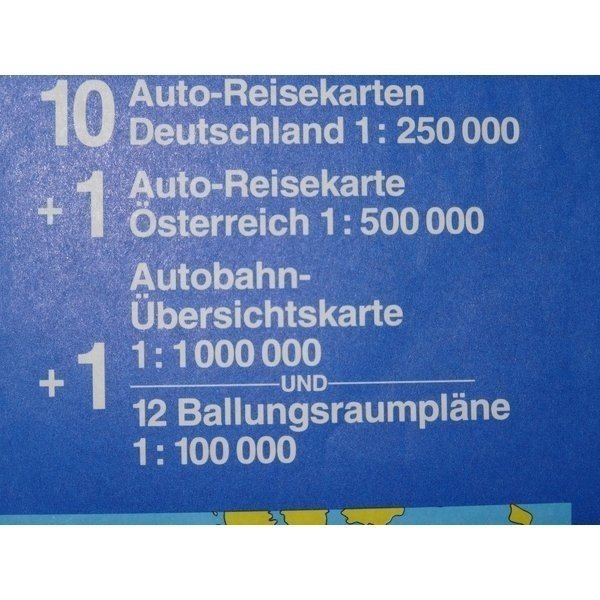 10 Auto-Reisekarten
Deutschland 1 : 250 000
+ 1 Auto-Reisekarte
Österreich 1 : 500 000
+ 1 Autobahn-
Übersichtskarte
1 : 1 000 000
UND
12 Ballungsraumpläne
1 : 100 000